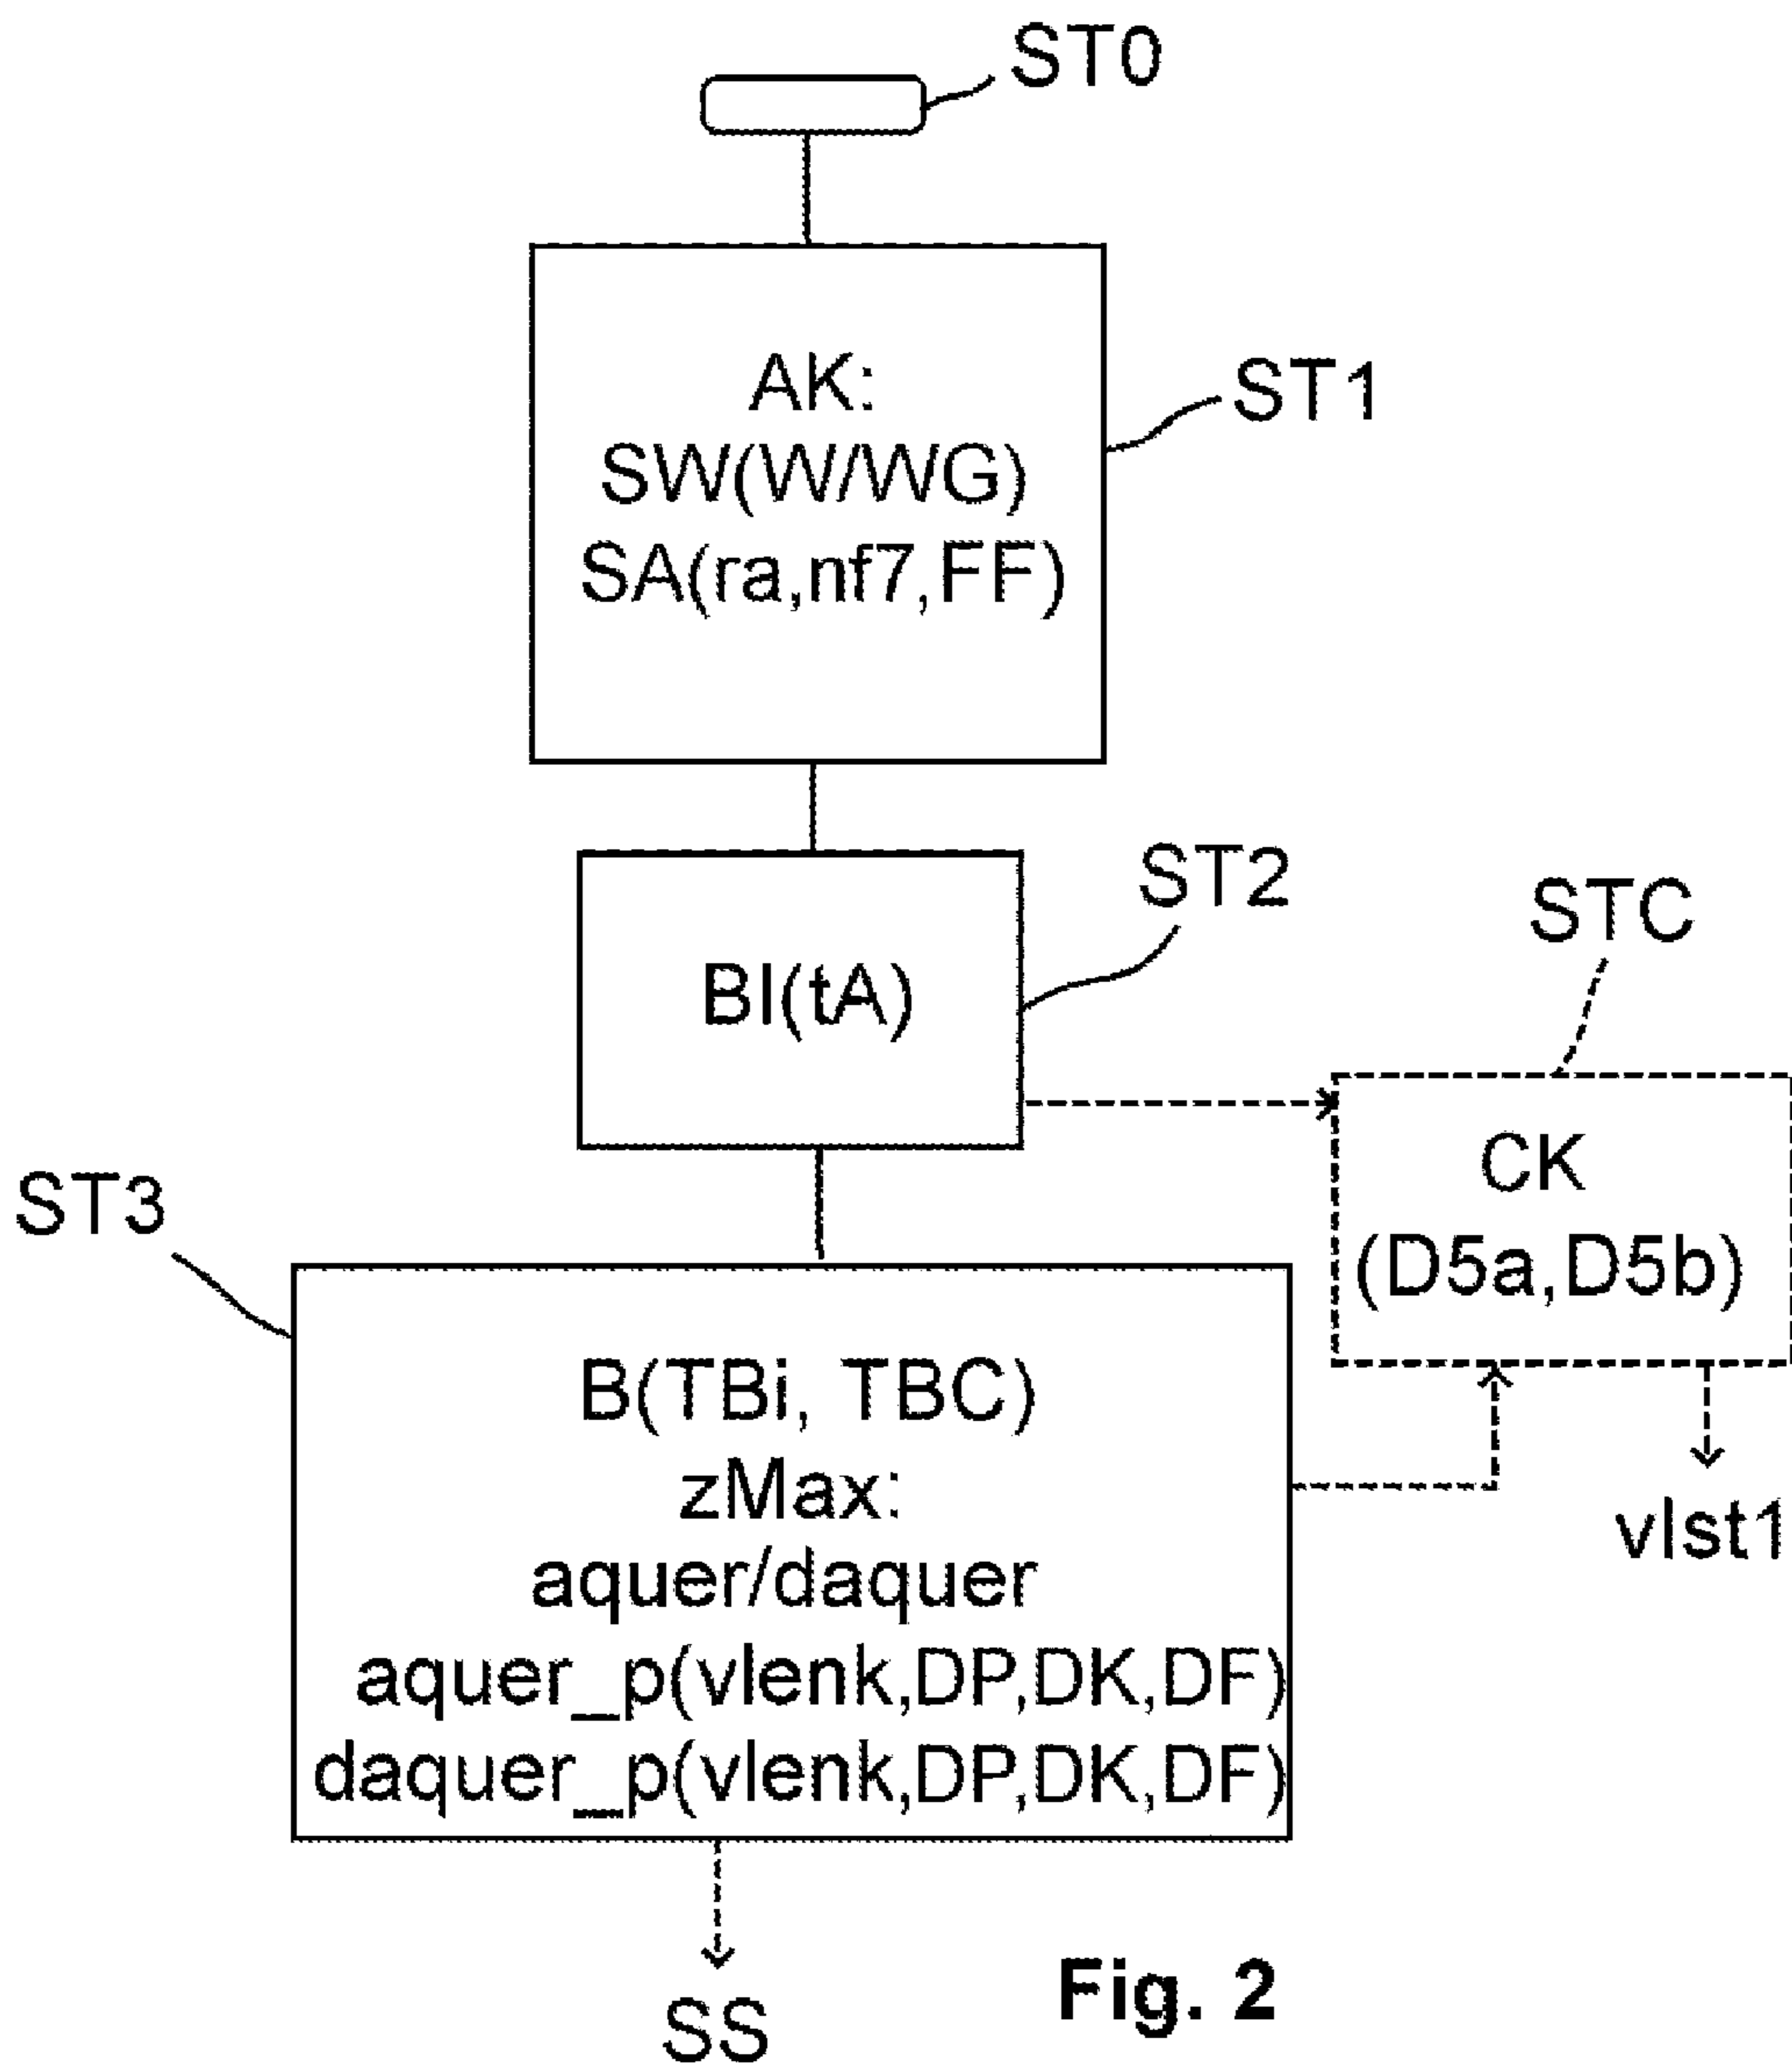 ST0
AK:
SW(W/WG)
SA(ra,nf7,FF)
ST1
BI(tA)
ST2
STC
CK
(D5a,D5b)
ST3
B(TBi, TBC)
zMax:
aquer/daquer
aquer_p(vlenk,DP,DK,DF)
daquer_p(vlenk,DP,DK,DF)
vIst1
SS
Fig. 2